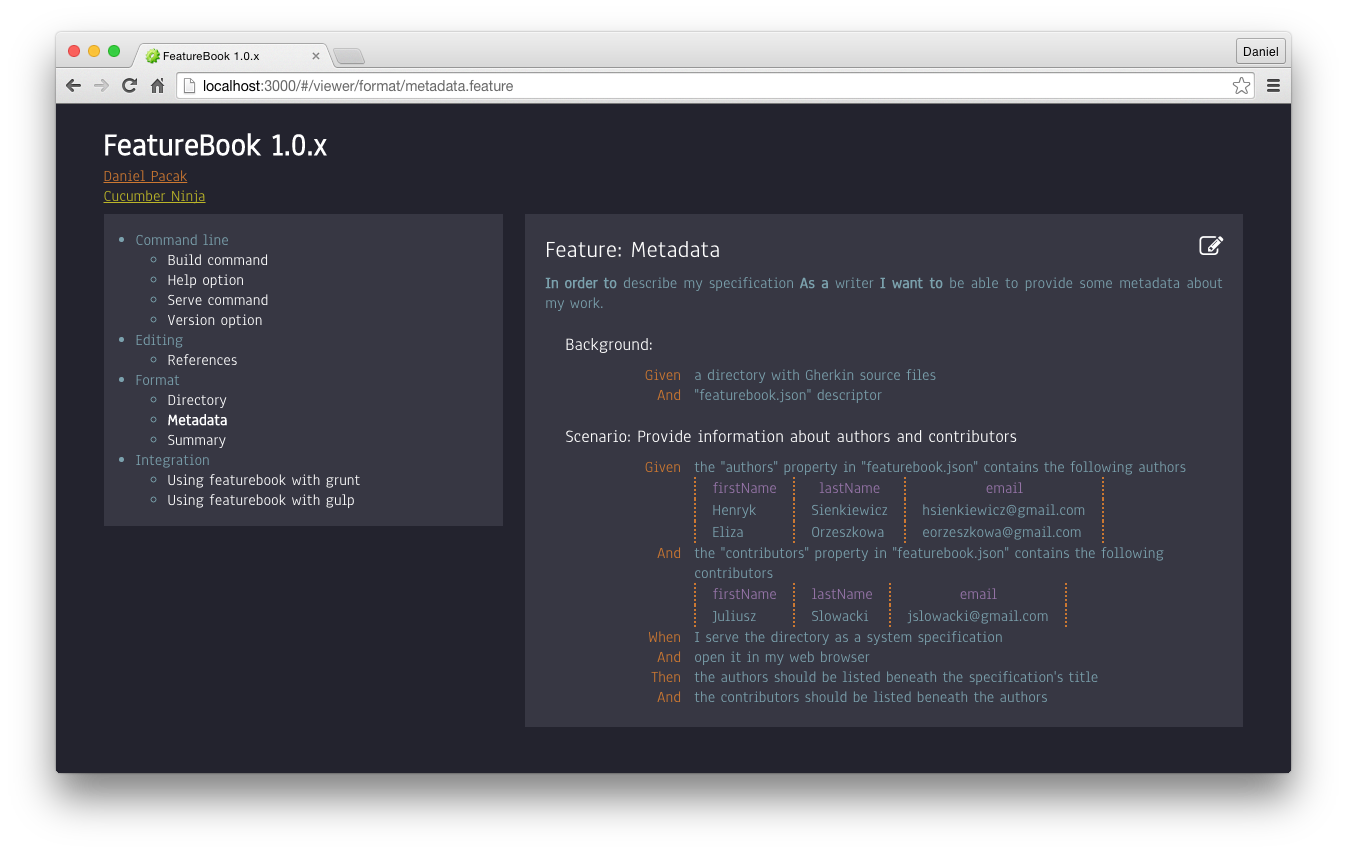 FeatureBook 1.0.x
Daniel
localhost:3000/#/viewer/format/metadata.feature
FeatureBook 1.0.x
Daniel Pacak
Cucumber Ninja
Command line
Build command
Help option
Serve command
Version option
Editing
References
Format
Directory
Metadata
Summary
Integration
Using featurebook with grunt
Using featurebook with gulp
Feature: Metadata
In order to describe my specification As a writer I want to be able to provide some metadata about
my work.
Background:
Given a directory with Gherkin source files
And "featurebook.json" descriptor
Scenario: Provide information about authors and contributors
Given the "authors" property in "featurebook.json" contains the following authors
firstName lastName email
Henryk Sienkiewicz hsienkiewicz@gmail.com
Eliza Orzeszkowa eorzeszkowa@gmail.com
And the "contributors" property in "featurebook.json" contains the following
contributors
firstName lastName email
Juliusz Slowacki jslowacki@gmail.com
When I serve the directory as a system specification
And open it in my web browser
Then the authors should be listed beneath the specification's title
And the contributors should be listed beneath the authors